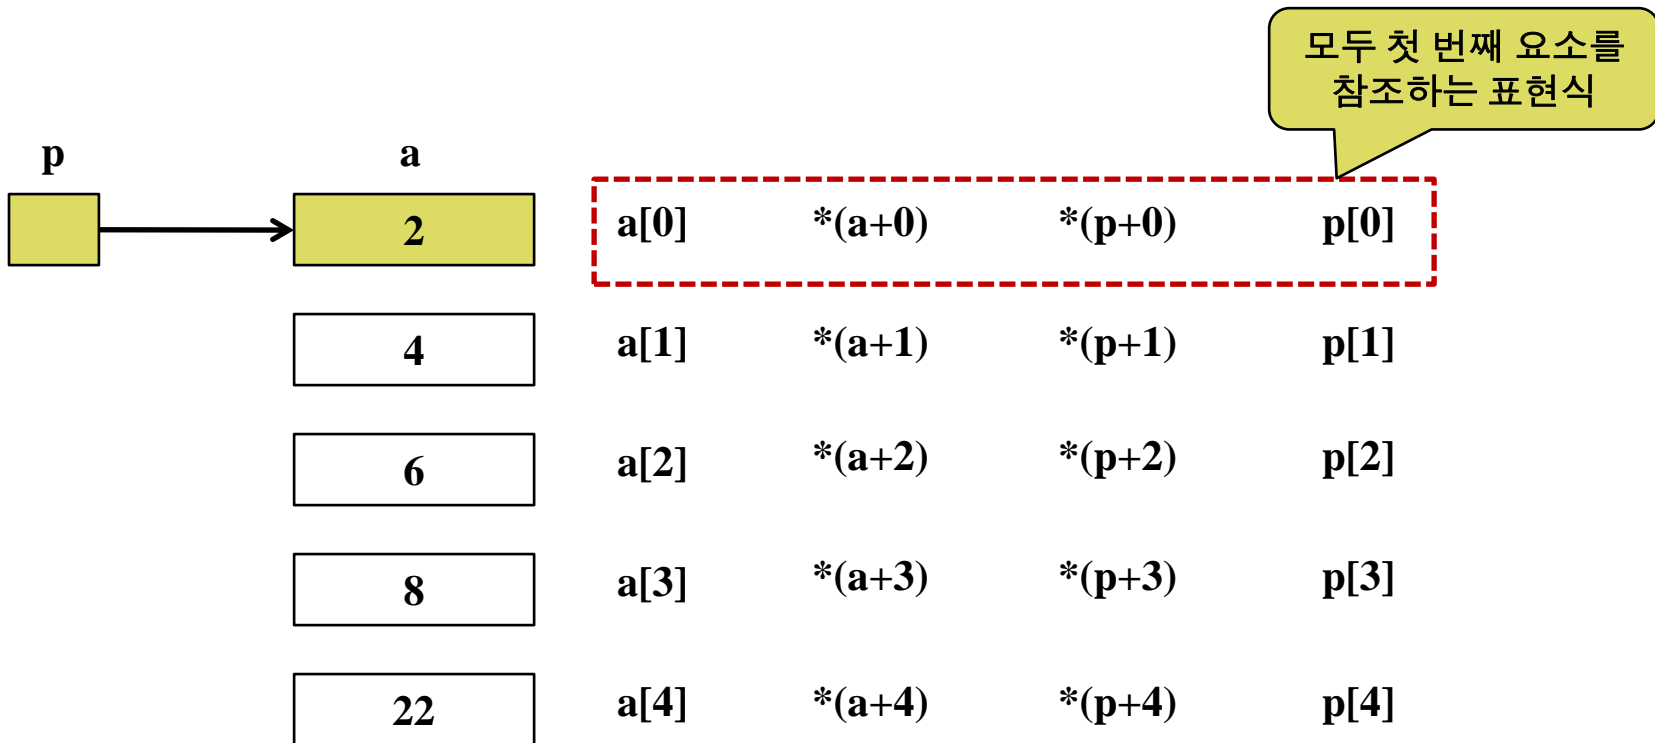 모두 첫 번째 요소를
참조하는 표현식
p a
2 a[0] *(a+0) *(p+0) p[0]
4 a[1] *(a+1) *(p+1) p[1]
6 a[2] *(a+2) *(p+2) p[2]
8 a[3] *(a+3) *(p+3) p[3]
22 a[4] *(a+4) *(p+4) p[4]